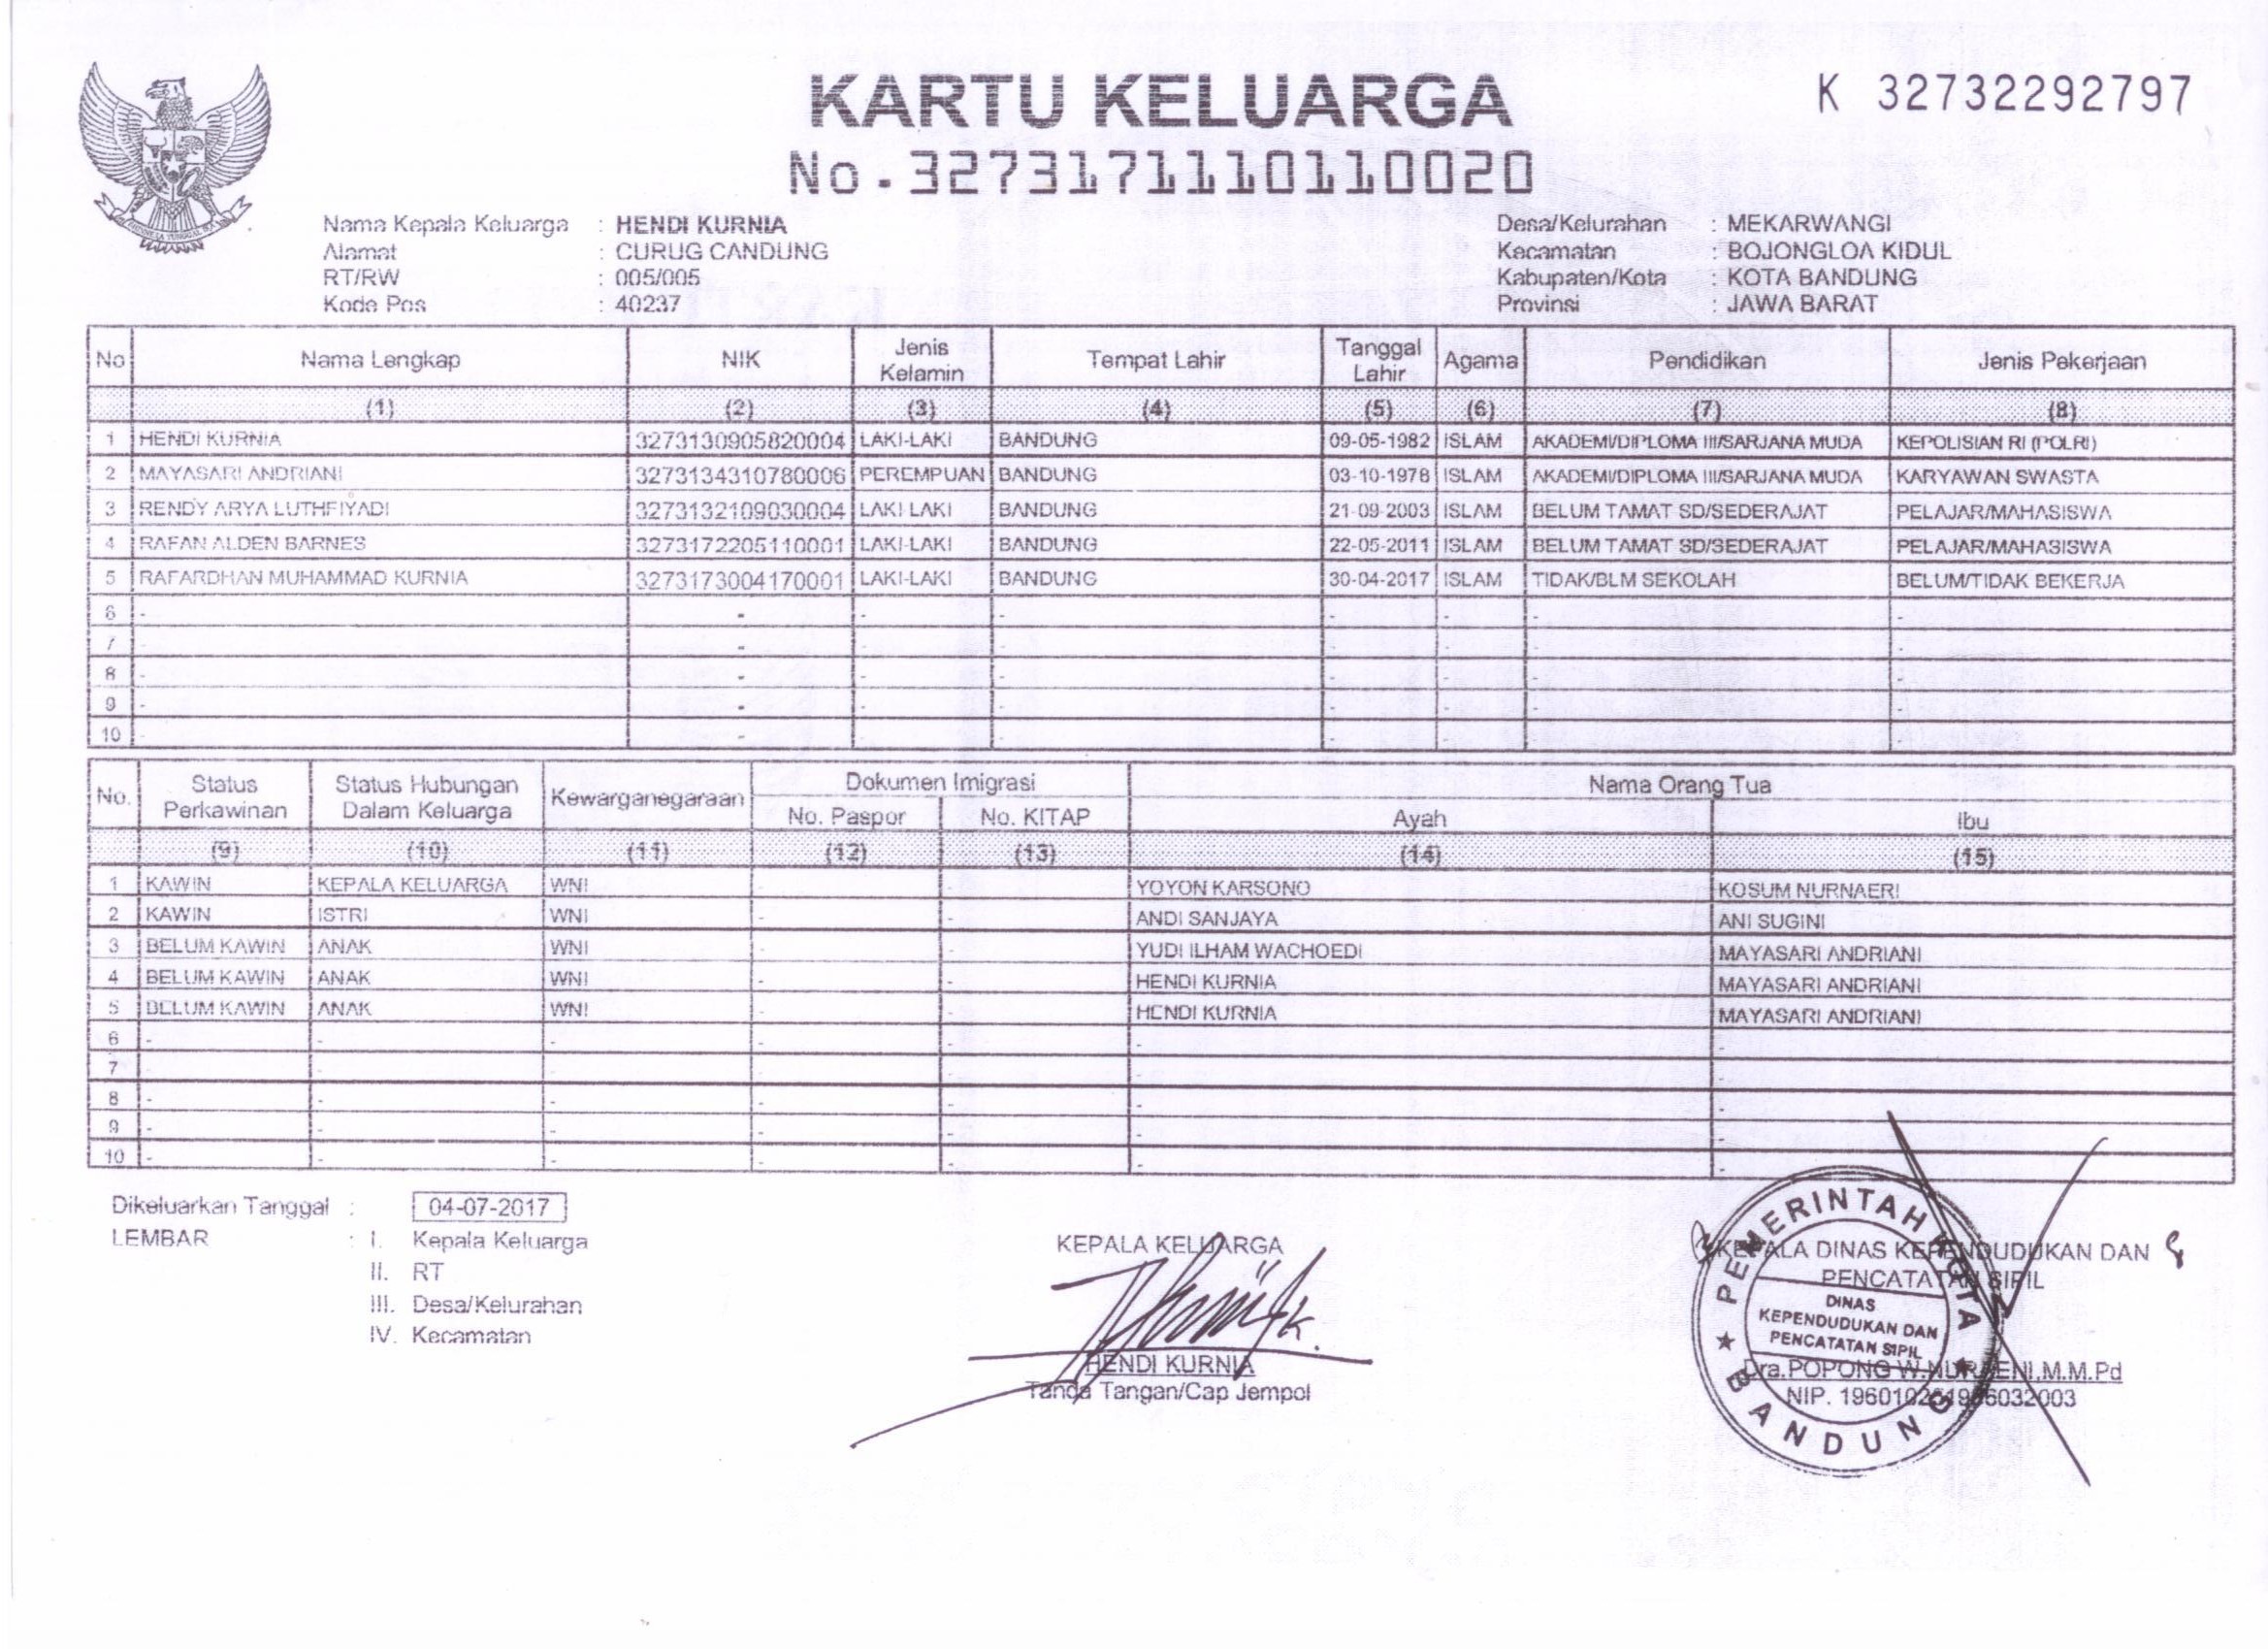 KARTU KELUARGA
K 32732292797
No.3273171110110020
Nama Kepala Keluarga : HENDI KURNIA
Alamat : CURUG CANDUNG
RT/RW : 005/005
Kode Pos : 40237
Desa/Kelurahan : MEKARWANGI
Kecamatan : BOJONGLOA KIDUL
Kabupaten/Kota : KOTA BANDUNG
Provinsi : JAWA BARAT
No Nama Lengkap NIK Jenis Kelamin Tempat Lahir Tanggal Lahir Agama Pendidikan Jenis Pekerjaan
(1) (2) (3) (4) (5) (6) (7) (8)
1 HENDI KURNIA 3273130905820004 LAKI-LAKI BANDUNG 09-05-1982 ISLAM AKADEMI/DIPLOMA III/SARJANA MUDA KEPOLISIAN RI (POLRI)
2 MAYASARI ANDRIANI 3273134310780006 PEREMPUAN BANDUNG 03-10-1978 ISLAM AKADEMI/DIPLOMA III/SARJANA MUDA KARYAWAN SWASTA
3 RENDY ARYA LUTHFIYADI 3273132109030004 LAKI-LAKI BANDUNG 21-09-2003 ISLAM BELUM TAMAT SD/SEDERAJAT PELAJAR/MAHASISWA
4 RAFAN ALDEN BARNES 3273172205110001 LAKI-LAKI BANDUNG 22-05-2011 ISLAM BELUM TAMAT SD/SEDERAJAT PELAJAR/MAHASISWA
5 RAFARDHAN MUHAMMAD KURNIA 3273173004170001 LAKI-LAKI BANDUNG 30-04-2017 ISLAM TIDAK/BLM SEKOLAH BELUM/TIDAK BEKERJA
6 - - - - - - - -
7 - - - - - - - -
8 - - - - - - - -
9 - - - - - - - -
10 - - - - - - - -
No. Status Perkawinan Status Hubungan Dalam Keluarga Kewarganegaraan Dokumen Imigrasi Nama Orang Tua
No. Paspor No. KITAP Ayah Ibu
(9) (10) (11) (12) (13) (14) (15)
1 KAWIN KEPALA KELUARGA WNI - - YOYON KARSONO KOSUM NURNAERI
2 KAWIN ISTRI WNI - - ANDI SANJAYA ANI SUGINI
3 BELUM KAWIN ANAK WNI - - YUDI ILHAM WACHOEDI MAYASARI ANDRIANI
4 BELUM KAWIN ANAK WNI - - HENDI KURNIA MAYASARI ANDRIANI
5 BELUM KAWIN ANAK WNI - - HENDI KURNIA MAYASARI ANDRIANI
6 - - - - - - -
7 - - - - - - -
8 - - - - - - -
9 - - - - - - -
10 - - - - - - -
Dikeluarkan Tanggal : 04-07-2017
LEMBAR : I. Kepala Keluarga
II. RT
III. Desa/Kelurahan
IV. Kecamatan
KEPALA KELUARGA
HENDI KURNIA
Tanda Tangan/Cap Jempol
KEPALA DINAS KEPENDUDUKAN DAN
PENCATATAN SIPIL
PEMERINTAH KOTA
DINAS
KEPENDUDUKAN DAN
PENCATATAN SIPIL
BANDUNG
Dra.POPONG W. M.M.Pd
NIP.